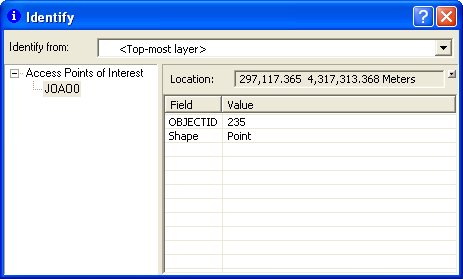 Identify
Identify from: <Top-most layer>
Access Points of Interest
JOAO0
Location: 297,117.365 4,317,313.368 Meters
Field Value
OBJECTID 235
Shape Point